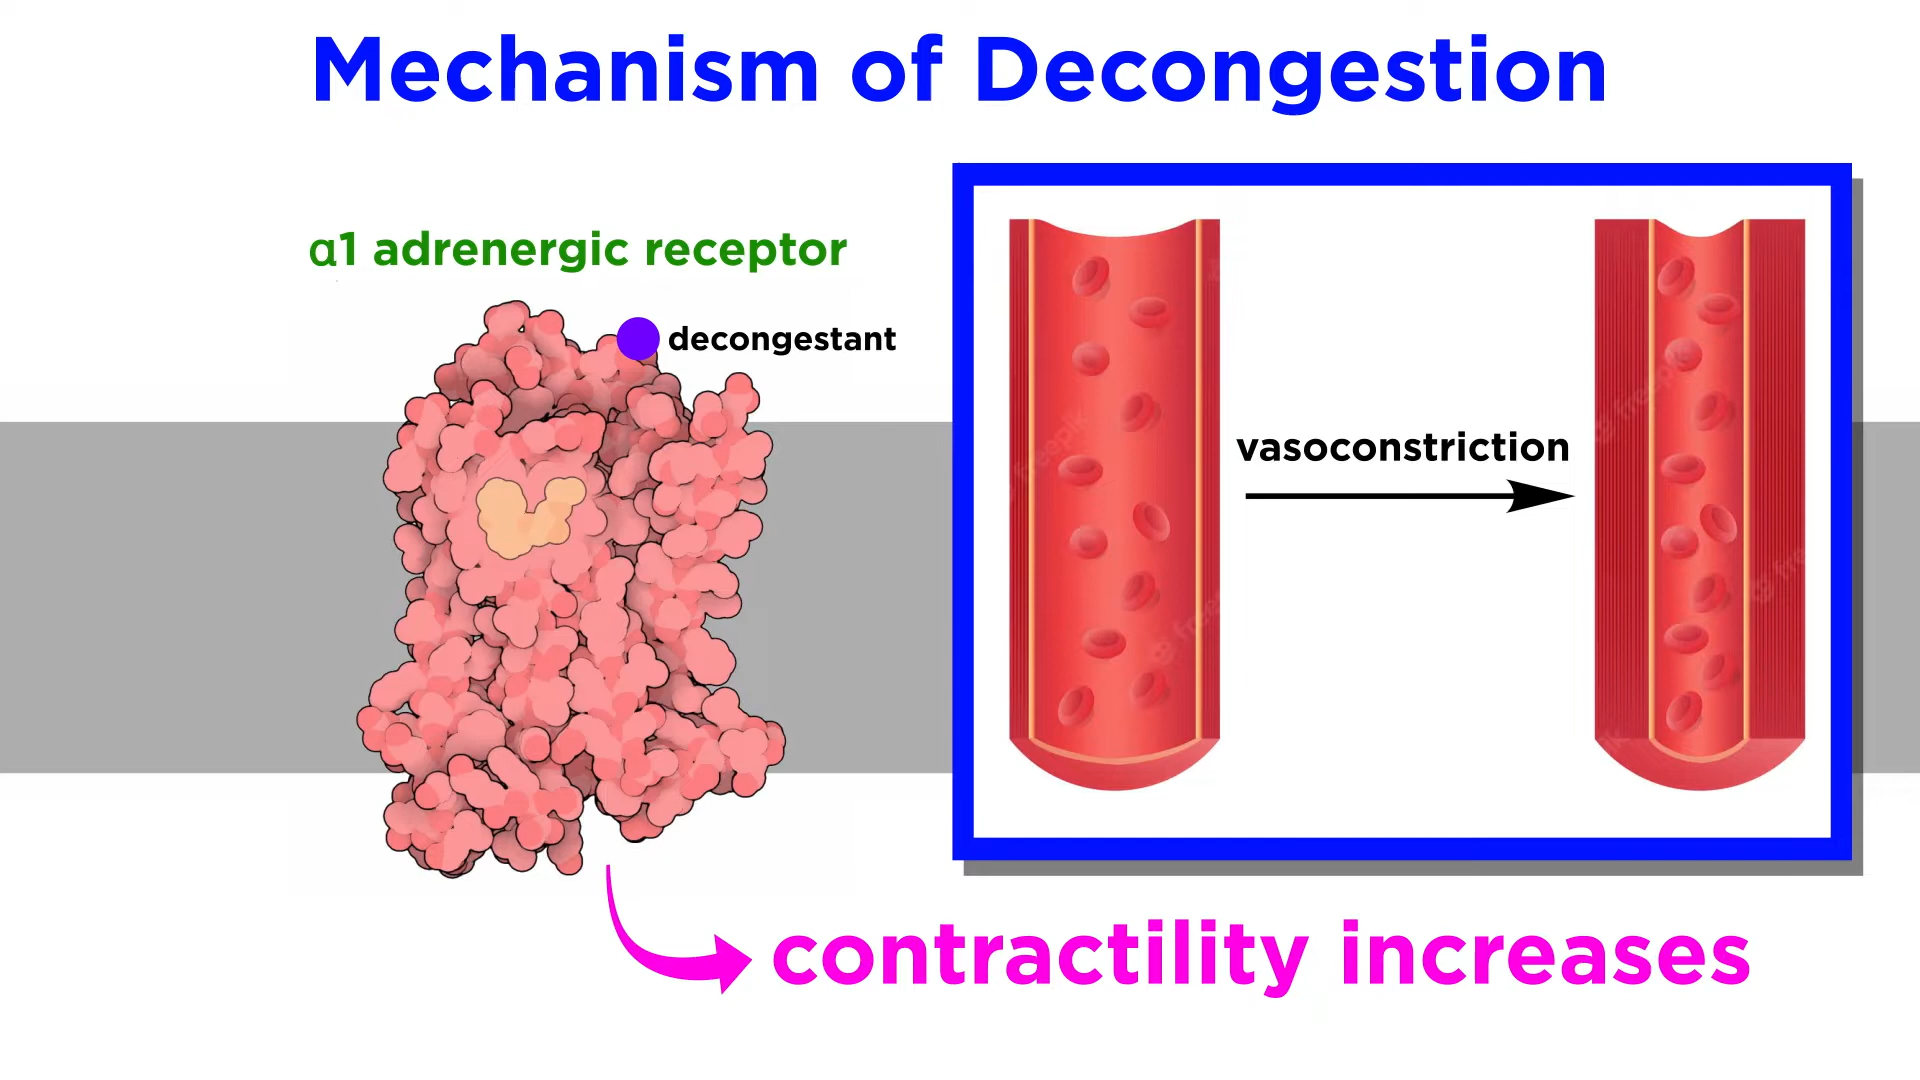 Mechanism of Decongestion
α1 adrenergic receptor
decongestant
vasoconstriction
contractility increases